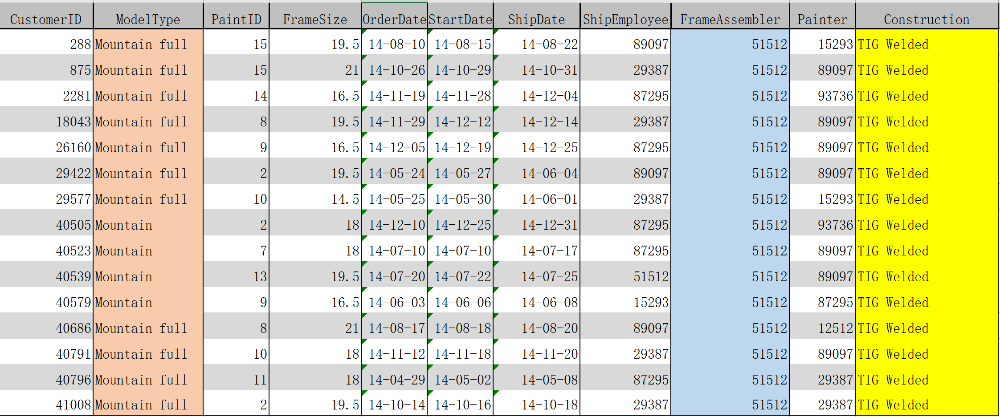 CustomerID ModelType PaintID FrameSize OrderDate StartDate ShipDate ShipEmployee FrameAssembler Painter Construction
288 Mountain full 15 19.5 14-08-10 14-08-15 14-08-22 89097 51512 15293 TIG Welded
875 Mountain full 15 21 14-10-26 14-10-29 14-10-31 29387 51512 89097 TIG Welded
2281 Mountain full 14 16.5 14-11-19 14-11-28 14-12-04 87295 51512 93736 TIG Welded
18043 Mountain full 8 19.5 14-11-29 14-12-12 14-12-14 29387 51512 89097 TIG Welded
26160 Mountain full 9 16.5 14-12-05 14-12-19 14-12-25 87295 51512 89097 TIG Welded
29422 Mountain full 2 19.5 14-05-24 14-05-27 14-06-04 89097 51512 89097 TIG Welded
29577 Mountain full 10 14.5 14-05-25 14-05-30 14-06-01 29387 51512 15293 TIG Welded
40505 Mountain 2 18 14-12-10 14-12-25 14-12-31 87295 51512 93736 TIG Welded
40523 Mountain 7 18 14-07-10 14-07-10 14-07-17 87295 51512 89097 TIG Welded
40539 Mountain 13 19.5 14-07-20 14-07-22 14-07-25 51512 51512 89097 TIG Welded
40579 Mountain 9 16.5 14-06-03 14-06-06 14-06-08 15293 51512 87295 TIG Welded
40686 Mountain full 8 21 14-08-17 14-08-18 14-08-20 89097 51512 12512 TIG Welded
40791 Mountain full 10 18 14-11-12 14-11-18 14-11-20 29387 51512 89097 TIG Welded
40796 Mountain full 11 18 14-04-29 14-05-02 14-05-08 87295 51512 29387 TIG Welded
41008 Mountain full 2 19.5 14-10-14 14-10-16 14-10-18 29387 51512 29387 TIG Welded